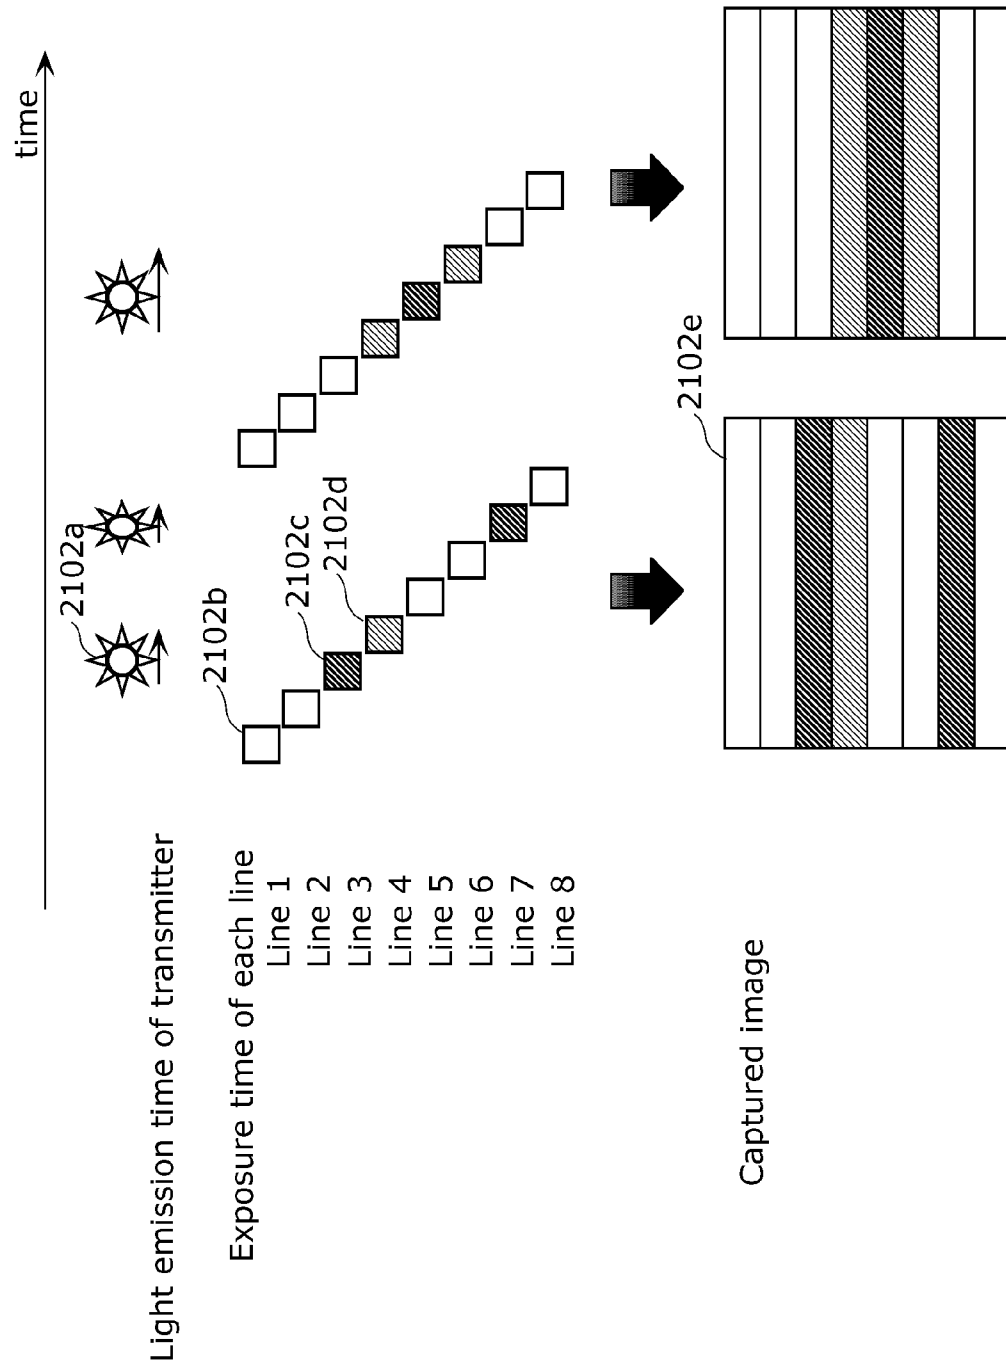 time
Light emission time of transmitter
2102a
Exposure time of each line
2102b
2102c
2102d
Line 1
Line 2
Line 3
Line 4
Line 5
Line 6
Line 7
Line 8
Captured image
2102e